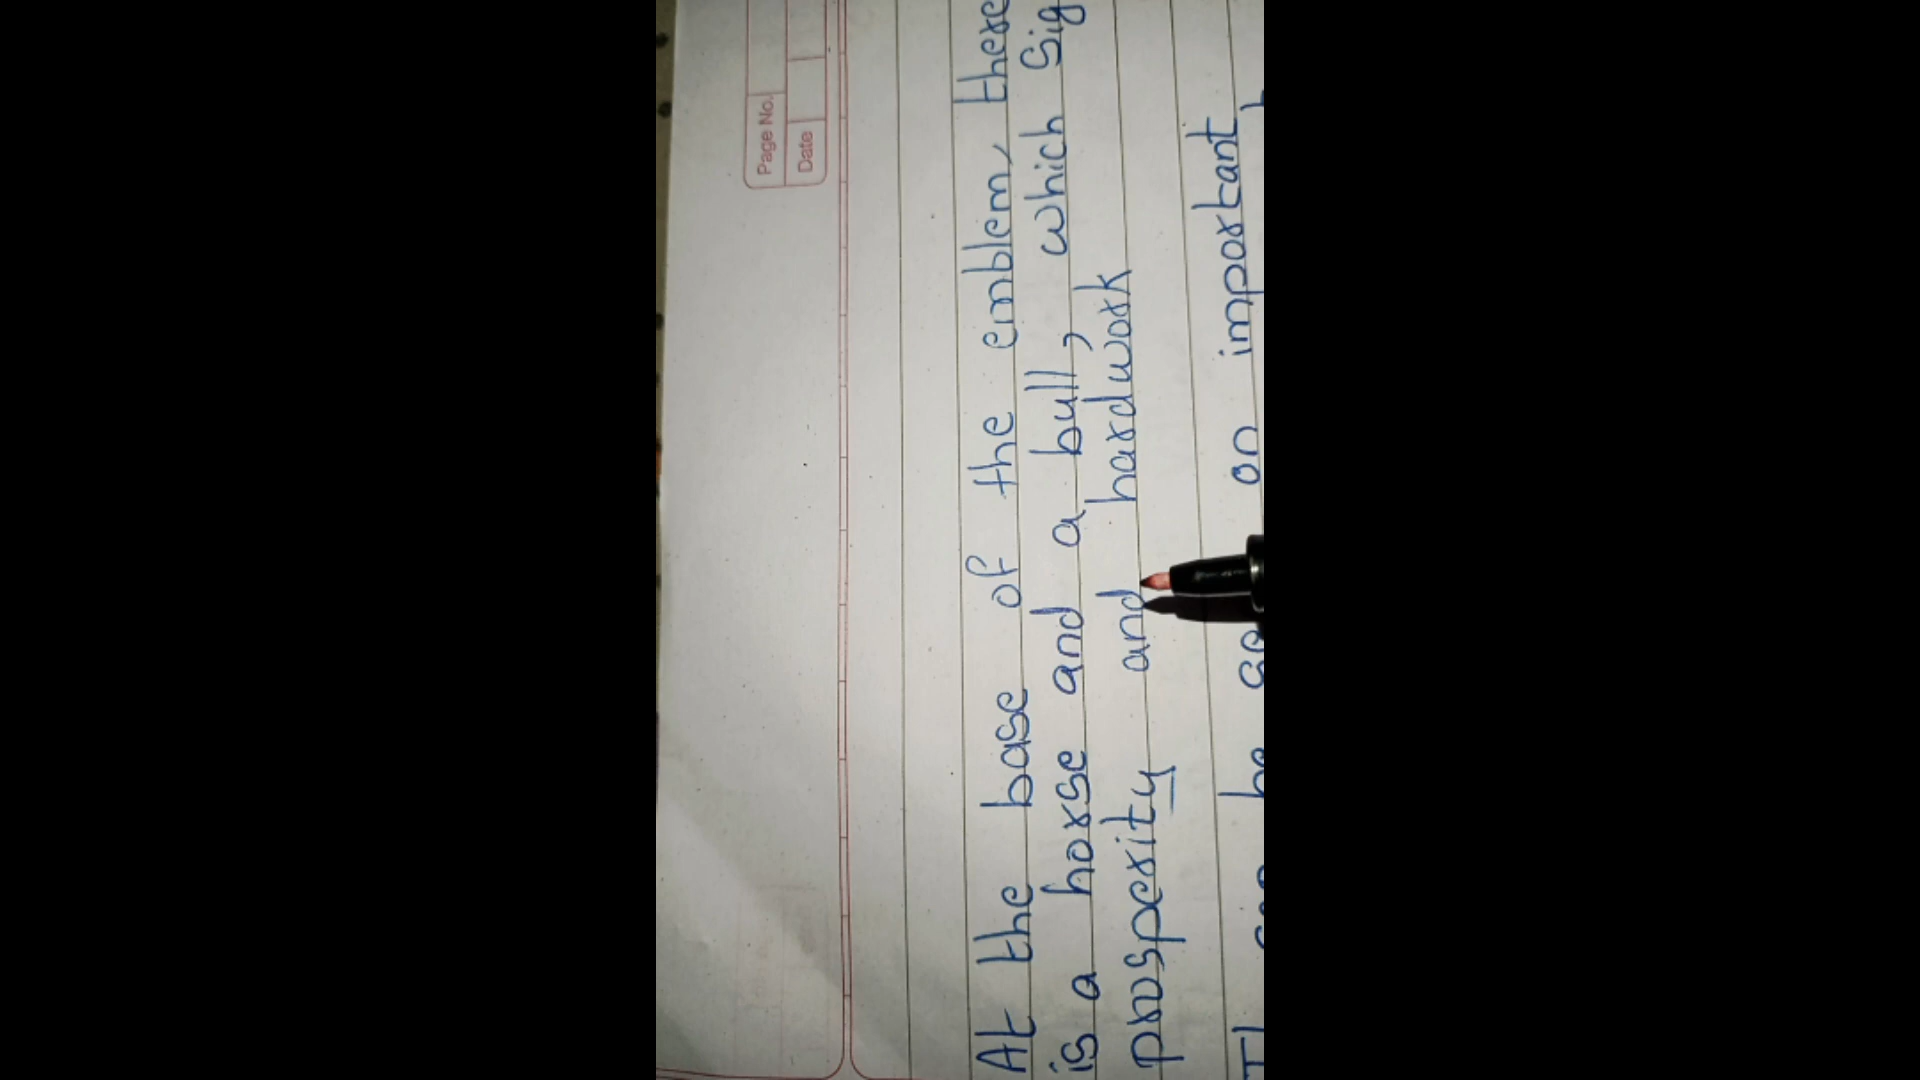 Page No.
Date
At the base of the emblem, there
is a horse and a bull, which Sig
prosperity and hardwork
on important